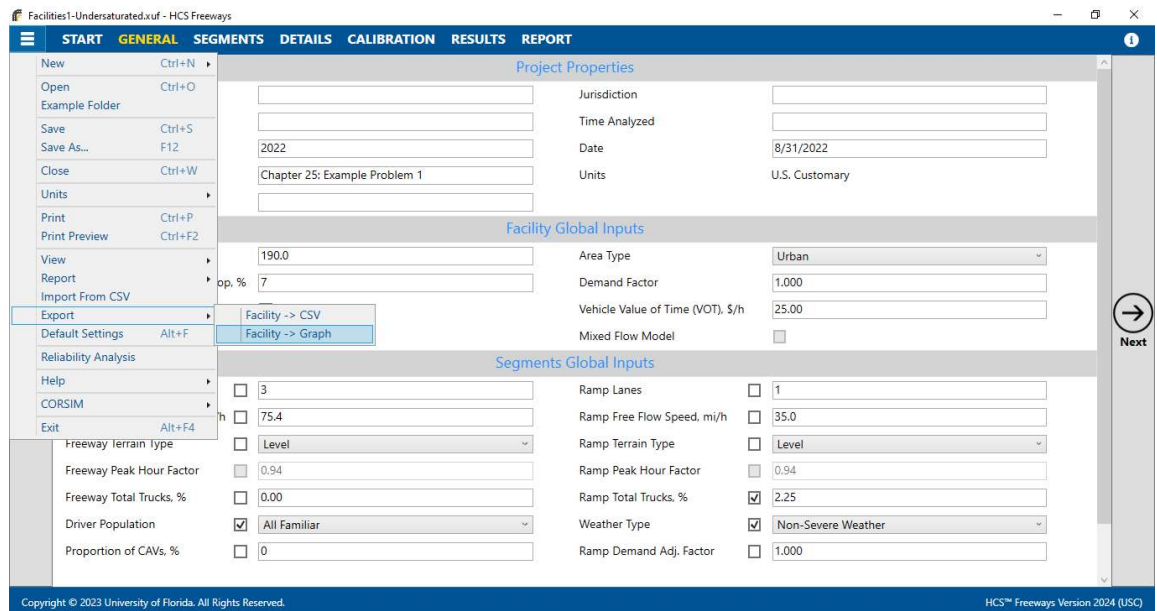 Facilities1-Undersaturated.xuf - HCS Freeways
START GENERAL SEGMENTS DETAILS CALIBRATION RESULTS REPORT
New Ctrl+N
Open Ctrl+O
Example Folder
Save Ctrl+S
Save As... F12
Close Ctrl+W
Units
Print Ctrl+P
Print Preview Ctrl+F2
View
Report
Import From CSV
Export
Default Settings Alt+F
Reliability Analysis
Help
CORSIM
Exit Alt+F4
Facility -> CSV
Facility -> Graph
Project Properties
Jurisdiction
Time Analyzed
2022 Date 8/31/2022
Chapter 25: Example Problem 1 Units U.S. Customary
Facility Global Inputs
190.0 Area Type Urban
op, % 7 Demand Factor 1.000
Vehicle Value of Time (VOT), $/h 25.00
Mixed Flow Model
Next
Segments Global Inputs
3 Ramp Lanes 1
/h 75.4 Ramp Free Flow Speed, mi/h 35.0
Freeway Terrain Type Level Ramp Terrain Type Level
Freeway Peak Hour Factor 0.94 Ramp Peak Hour Factor 0.94
Freeway Total Trucks, % 0.00 Ramp Total Trucks, % 2.25
Driver Population All Familiar Weather Type Non-Severe Weather
Proportion of CAVs, % 0 Ramp Demand Adj. Factor 1.000
Copyright © 2023 University of Florida. All Rights Reserved. HCS™ Freeways Version 2024 (USC)